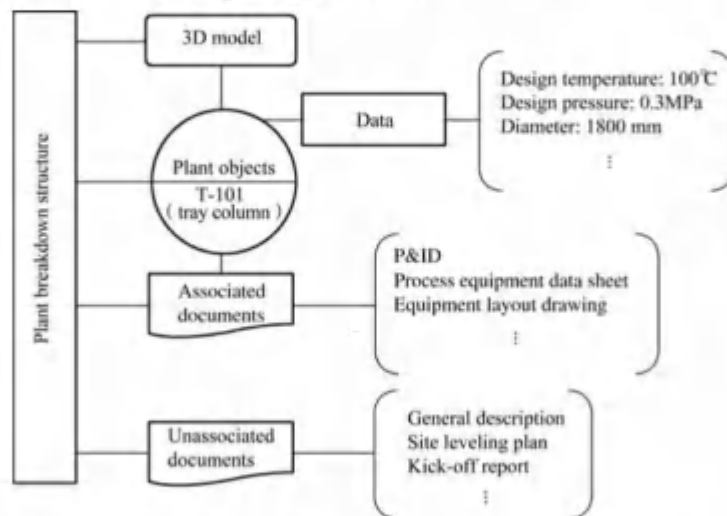 Plant breakdown structure
3D model
Data
Design temperature: 100℃
Design pressure: 0.3MPa
Diameter: 1800 mm
⋮
Plant objects
T-101
( tray column )
Associated
documents
P&ID
Process equipment data sheet
Equipment layout drawing
⋮
Unassociated
documents
General description
Site leveling plan
Kick-off report
⋮